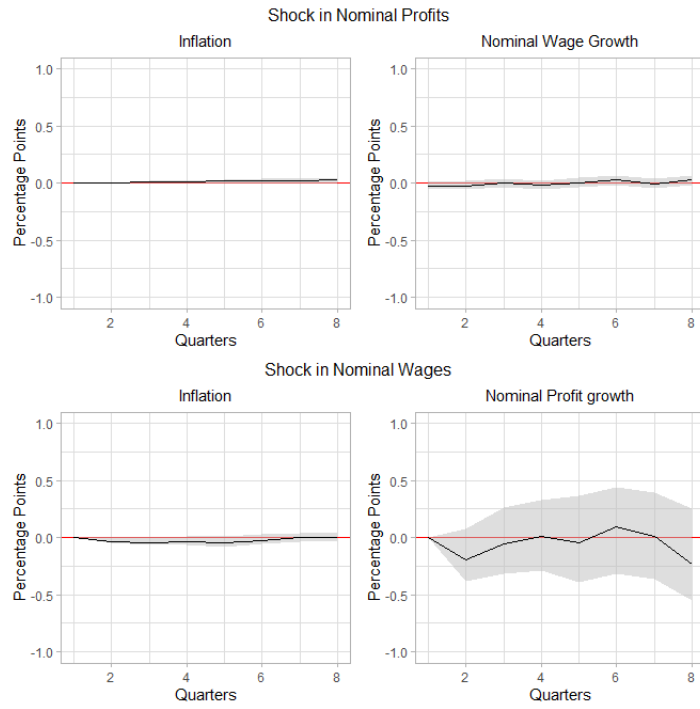 Shock in Nominal Profits
Inflation
Nominal Wage Growth
Percentage Points
1.0
0.5
0.0
-0.5
-1.0
2
4
6
8
Quarters
Percentage Points
1.0
0.5
0.0
-0.5
-1.0
2
4
6
8
Quarters
Shock in Nominal Wages
Inflation
Nominal Profit growth
Percentage Points
1.0
0.5
0.0
-0.5
-1.0
2
4
6
8
Quarters
Percentage Points
1.0
0.5
0.0
-0.5
-1.0
2
4
6
8
Quarters